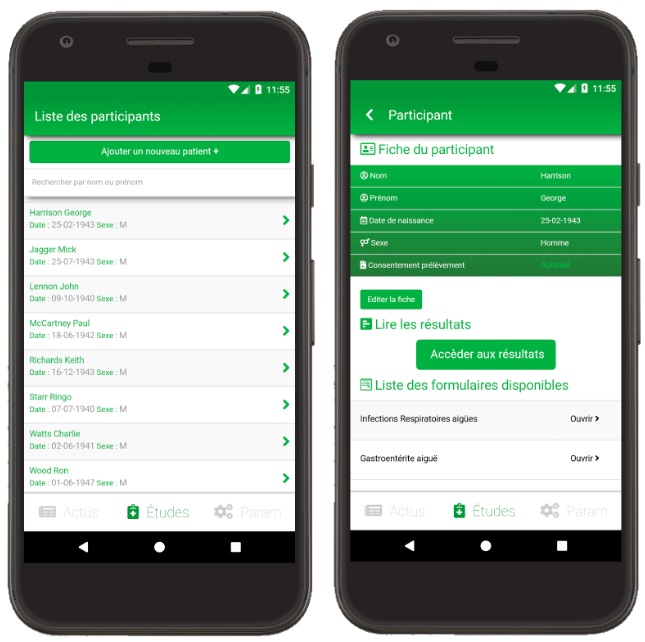 11:55
Liste des participants
Ajouter un nouveau patient +
Rechercher par nom ou prénom
Harrison George
Date : 25-02-1943 Sexe : M
Jagger Mick
Date : 25-07-1943 Sexe : M
Lennon John
Date : 09-10-1940 Sexe : M
McCartney Paul
Date : 18-06-1942 Sexe : M
Richards Keith
Date : 16-12-1943 Sexe : M
Starr Ringo
Date : 07-07-1940 Sexe : M
Watts Charlie
Date : 02-06-1941 Sexe : M
Wood Ron
Date : 01-06-1947 Sexe : M
Actus Études Param
11:55
Participant
Fiche du participant
Nom Harrison
Prénom George
Date de naissance 25-02-1943
Sexe Homme
Consentement prélèvement Autorisé
Editer la fiche
Lire les résultats
Accèder aux résultats
Liste des formulaires disponibles
Infections Respiratoires aigües Ouvrir
Gastroentérite aiguë Ouvrir
Actus Études Param